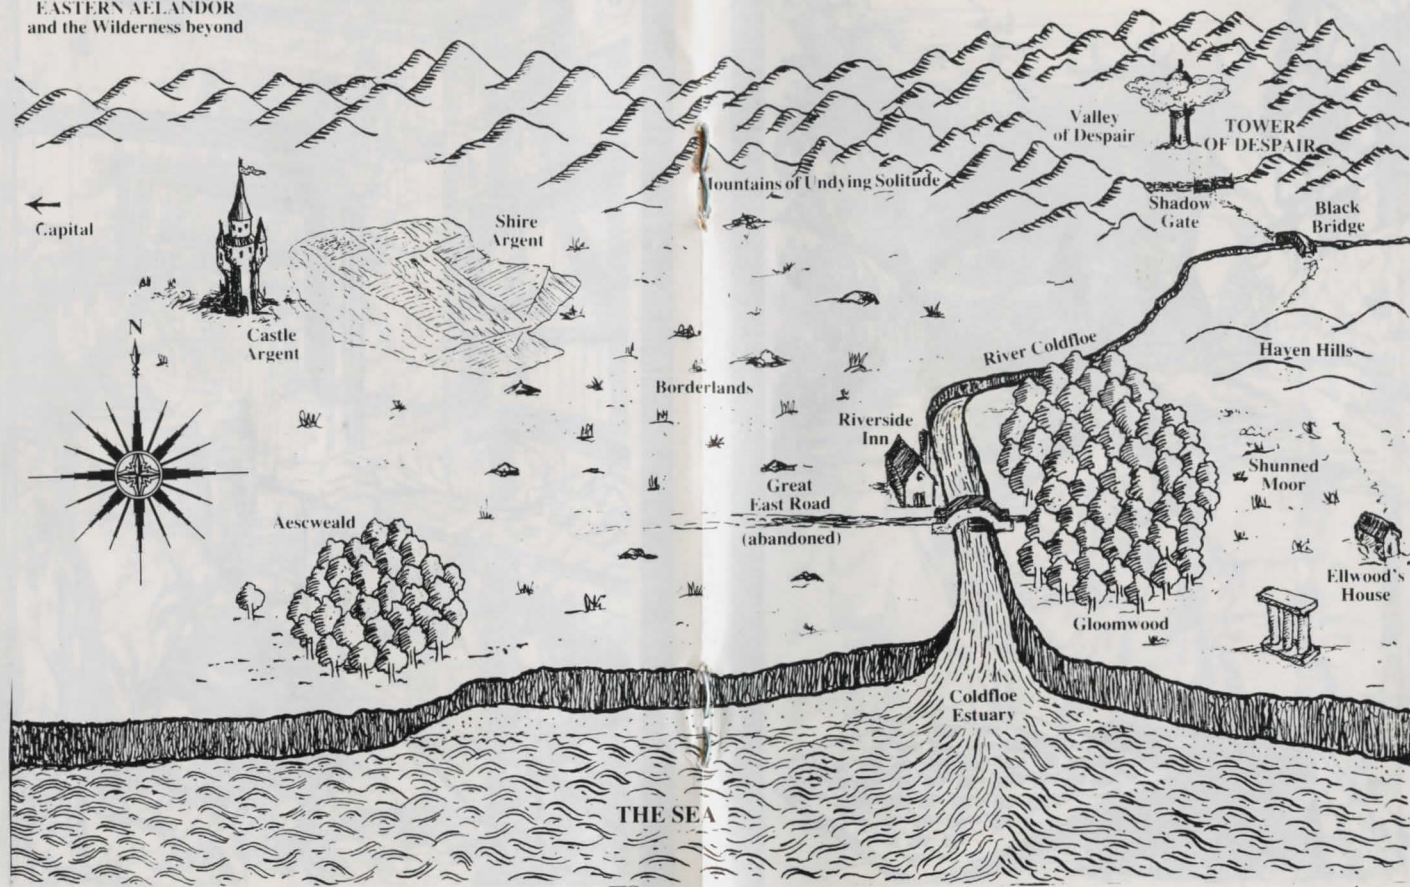 EASTERN AELANDOR
and the Wilderness beyond
Valley
of Despair
TOWER
OF DESPAIR
Mountains of Undying Solitude
Capital
Shire
Argent
Shadow
Gate
Black
Bridge
N
Castle
Argent
River Coldfloe
Haven Hills
Borderlands
Riverside
Inn
Great
East Road
(abandoned)
Shunned
Moor
Aescweald
Ellwood's
House
Gloomwood
Coldfloe
Estuary
THE SEA